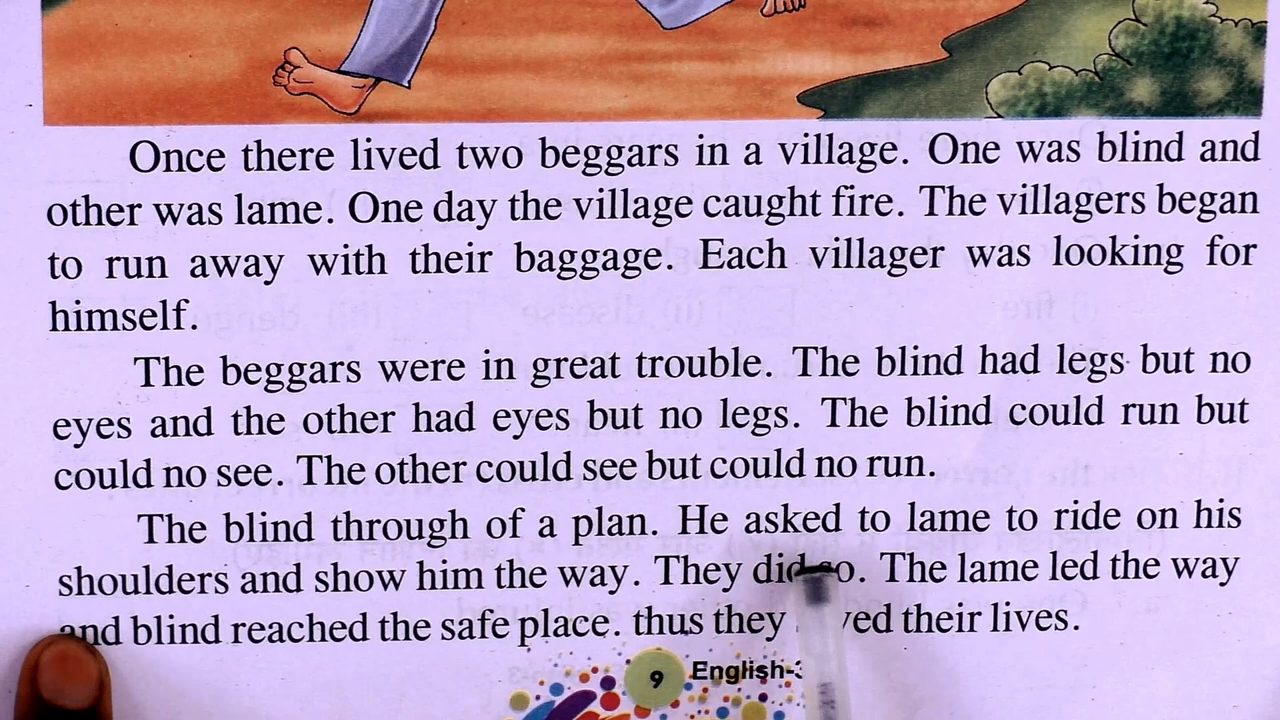 Once there lived two beggars in a village. One was blind and
other was lame. One day the village caught fire. The villagers began
to run away with their baggage. Each villager was looking for
himself.
The beggars were in great trouble. The blind had legs but no
eyes and the other had eyes but no legs. The blind could run but
could no see. The other could see but could no run.
The blind through of a plan. He asked to lame to ride on his
shoulders and show him the way. They did so. The lame led the way
and blind reached the safe place. thus they their lives.
9 English-